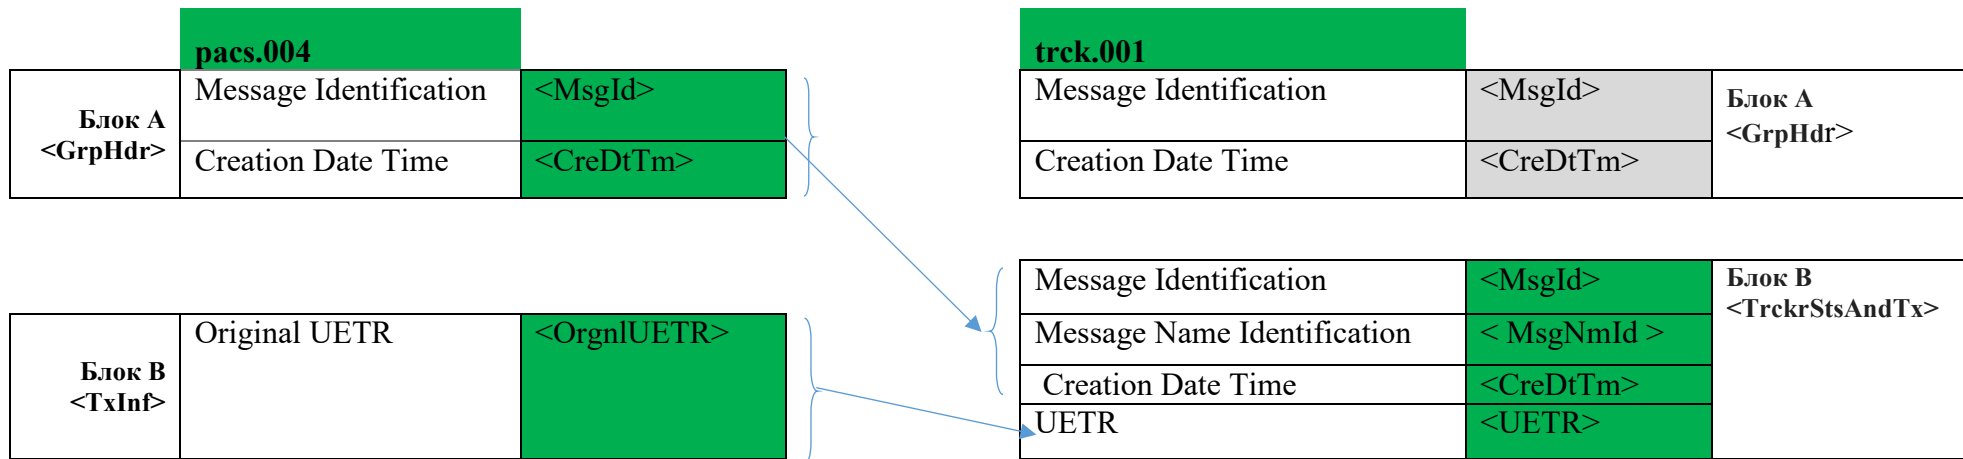 pacs.004
Блок А
<GrpHdr>
Message Identification
<MsgId>
Creation Date Time
<CreDtTm>
Блок В
<TxInf>
Original UETR
<OrgnlUETR>
trck.001
Message Identification
<MsgId>
Блок А
<GrpHdr>
Creation Date Time
<CreDtTm>
Message Identification
<MsgId>
Блок В
<TrckrStsAndTx>
Message Name Identification
< MsgNmId >
Creation Date Time
<CreDtTm>
UETR
<UETR>